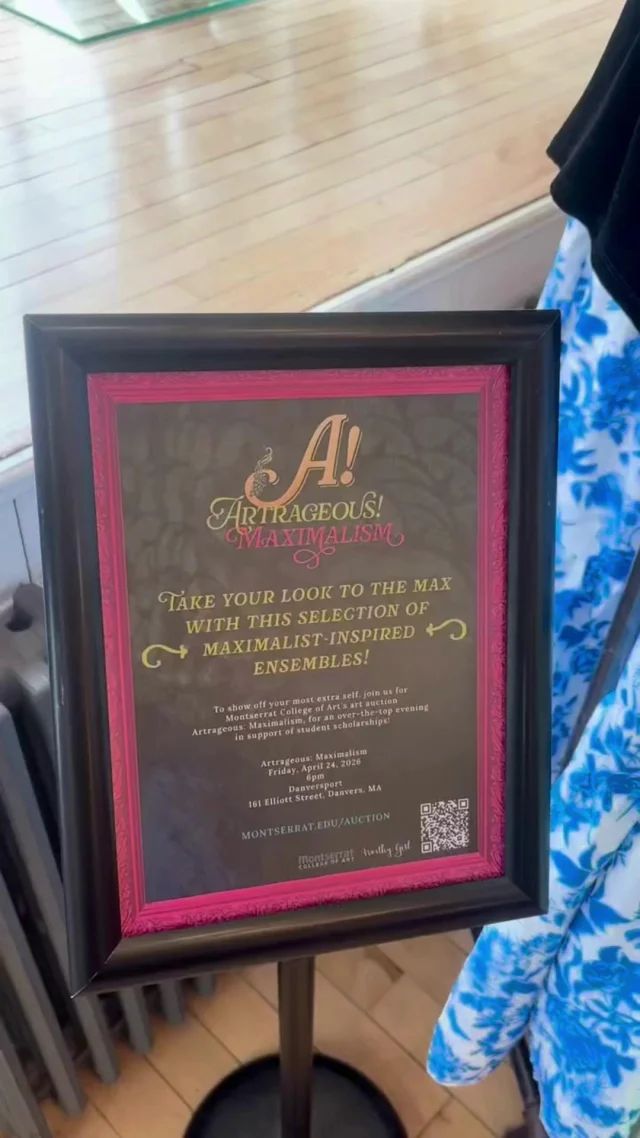 A!
ARTRAGEOUS!
MAXIMALISM
TAKE YOUR LOOK TO THE MAX
WITH THIS SELECTION OF
MAXIMALIST-INSPIRED
ENSEMBLES!
To show off your most extra self, join us for
Montserrat College of Art's art auction
Artrageous: Maximalism, for an over-the-top evening
in support of student scholarships!
Artrageous: Maximalism
Friday, April 24, 2026
6pm
Danversport
161 Elliott Street, Danvers, MA
MONTSERRAT.EDU/AUCTION
montserrat Worthy Girl
COLLEGE OF ART